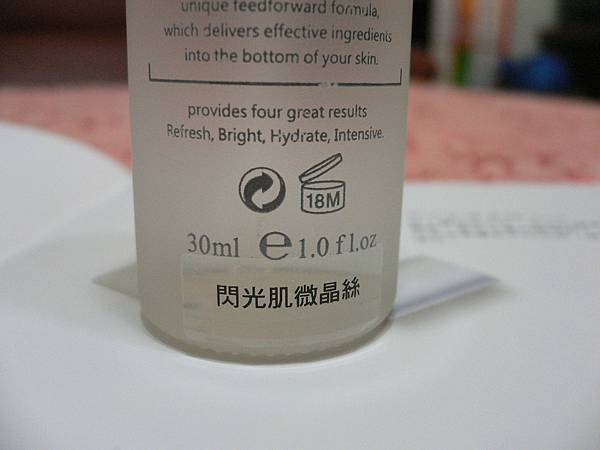 unique feedforward formula,
which delivers effective ingredients
into the bottom of your skin.
provides four great results
Refresh, Bright, Hydrate, Intensive.
18M
30ml e 1.0 fl.oz
閃光肌微晶絲